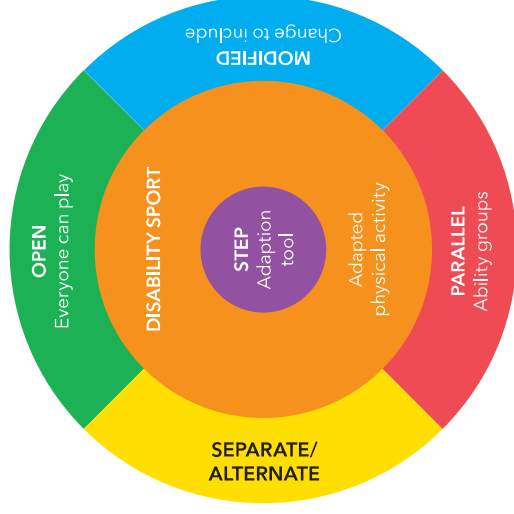 OPEN
Everyone can play
MODIFIED
Change to include
DISABILITY SPORT
STEP
Adaption
tool
Adapted
physical activity
SEPARATE/
ALTERNATE
PARALLEL
Ability groups